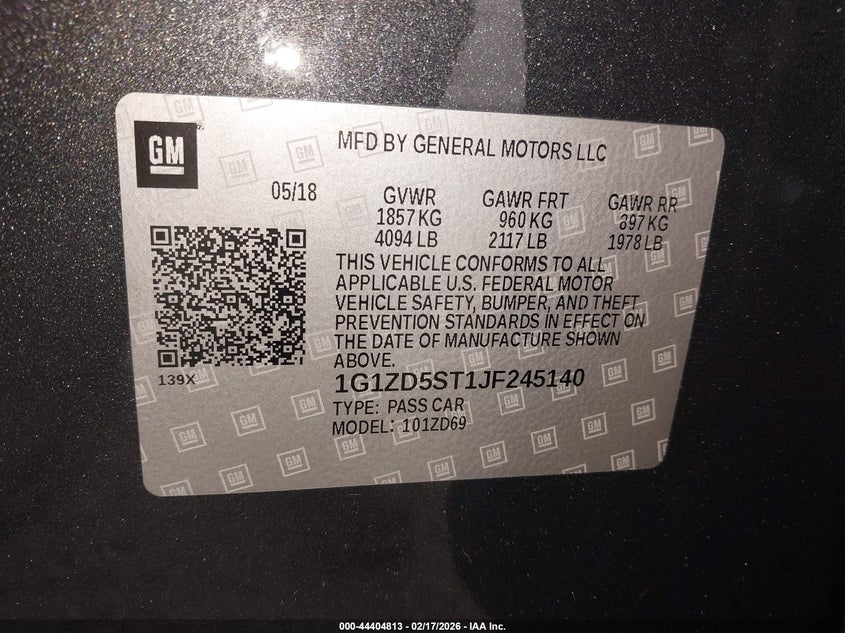 GM
MFD BY GENERAL MOTORS LLC
05/18
GVWR GAWR FRT GAWR RR
1857 KG 960 KG 897 KG
4094 LB 2117 LB 1978 LB
THIS VEHICLE CONFORMS TO ALL
APPLICABLE U.S. FEDERAL MOTOR
VEHICLE SAFETY, BUMPER, AND THEFT
PREVENTION STANDARDS IN EFFECT ON
THE DATE OF MANUFACTURE SHOWN
ABOVE.
139X
1G1ZD5ST1JF245140
TYPE: PASS CAR
MODEL: 101ZD69
000-44404813 - 02/17/2026 - IAA Inc.